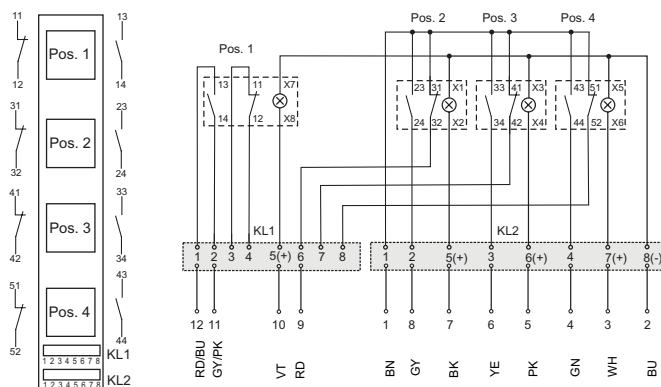 11
13
Pos. 1
12
14
31
23
Pos. 2
32
24
41
33
Pos. 3
42
34
51
43
Pos. 4
52
44
KL1
1 2 3 4 5 6 7 8
KL2
1 2 3 4 5 6 7 8
Pos. 2 Pos. 3 Pos. 4
Pos. 1
13 11 X7
14 12 X8
23 31 X1
24 32 X2
33 41 X3
34 42 X4
43 51 X5
44 52 X6
KL1
1 2 3 4 5(+) 6 7 8
KL2
1 2 5(+) 3 6(+) 4 7(+) 8(-)
12 11 10 9
1 8 7 6 5 4 3 2
RD/BU GY/PK VT RD
BN GY BK YE PK GN WH BU